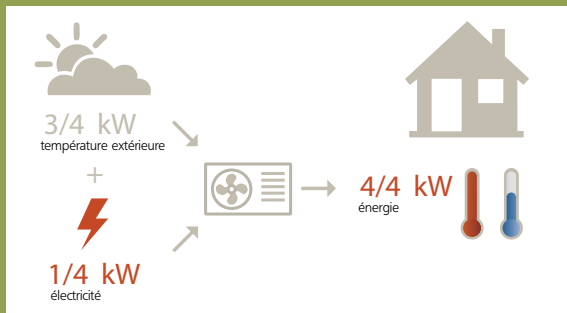 3/4 kW
température extérieure
+
1/4 kW
électricité
4/4 kW
énergie